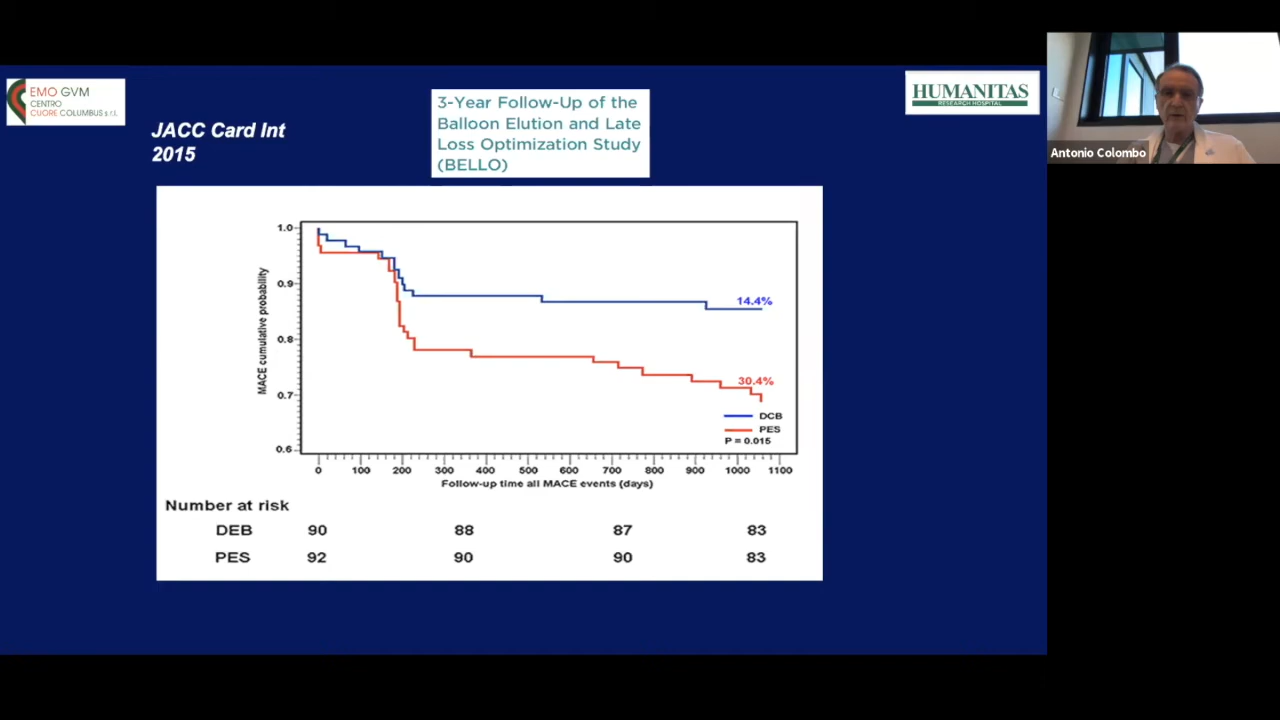 EMO GVM
CENTRO
CUORE COLUMBUS s.r.l.
JACC Card Int
2015
3-Year Follow-Up of the
Balloon Elution and Late
Loss Optimization Study
(BELLO)
HUMANITAS
RESEARCH HOSPITAL
Antonio Colombo
MACE cumulative probability
1.0
0.9
0.8
0.7
0.6
14.4%
30.4%
DCB
PES
P = 0.015
0 100 200 300 400 500 600 700 800 900 1000 1100
Follow-up time all MACE events (days)
Number at risk
DEB 90 88 87 83
PES 92 90 90 83